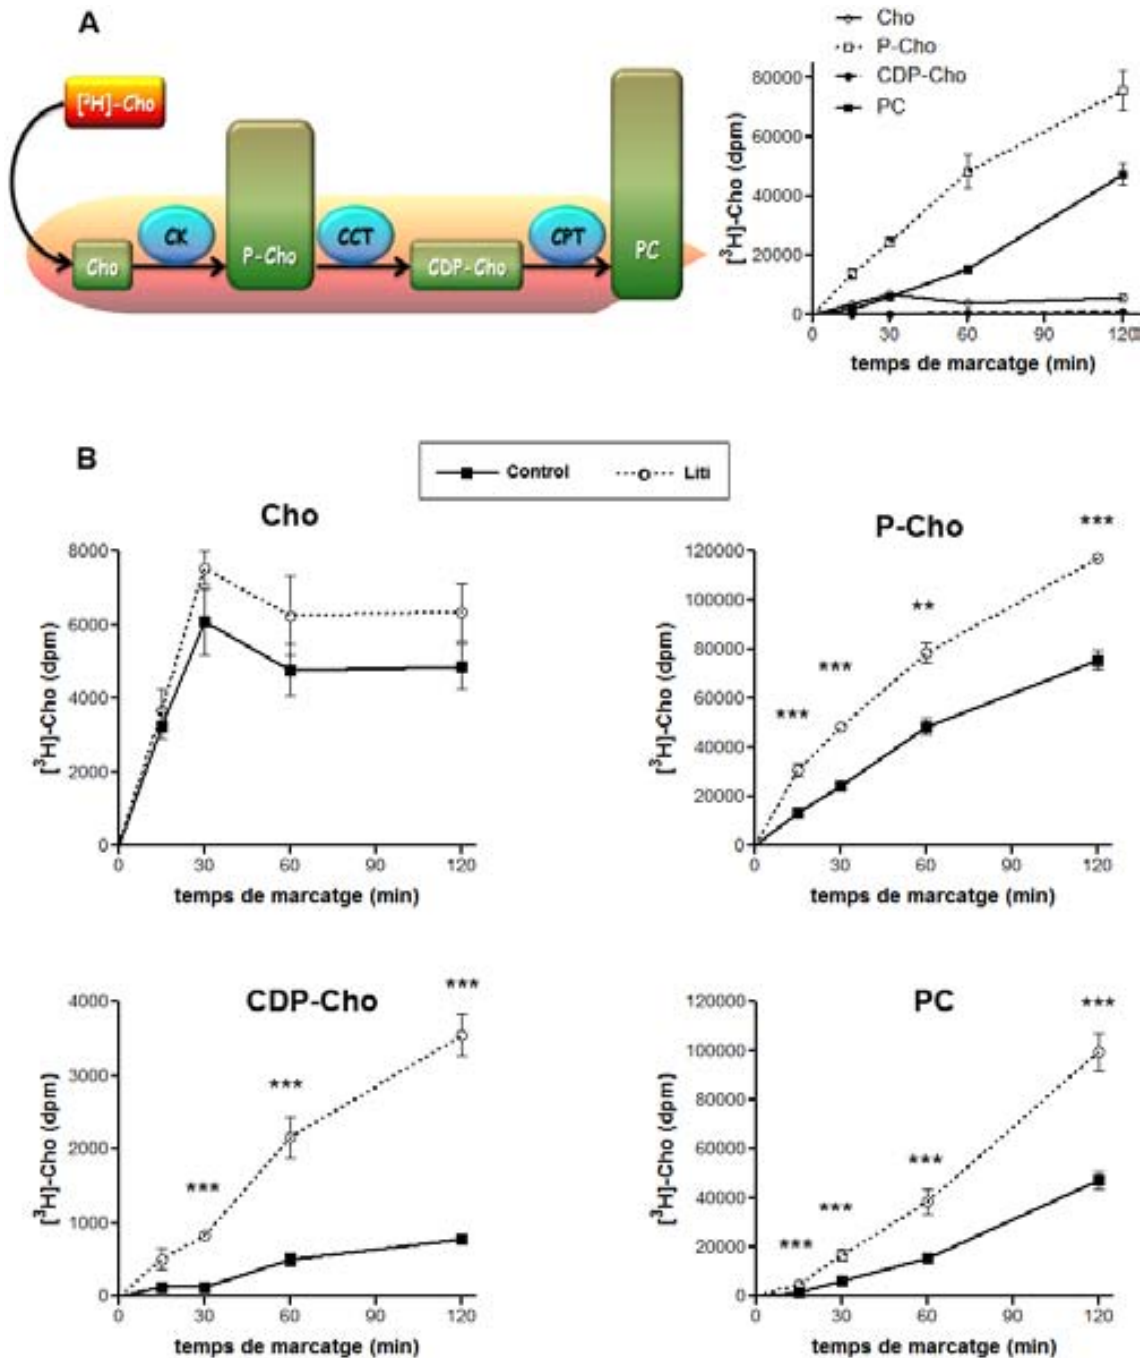 A
[³H]-Cho
Cho
CK
P-Cho
CCT
CDP-Cho
CPT
PC
Cho
P-Cho
CDP-Cho
PC
[³H]-Cho (dpm)
80000
60000
40000
20000
0
0 30 60 90 120
temps de marcatge (min)
B
Control Liti
Cho
[³H]-Cho (dpm)
8000
6000
4000
2000
0
0 30 60 90 120
temps de marcatge (min)
P-Cho
[³H]-Cho (dpm)
120000
100000
80000
60000
40000
20000
0
*** *** ** ***
0 30 60 90 120
temps de marcatge (min)
CDP-Cho
[³H]-Cho (dpm)
4000
3000
2000
1000
0
*** *** ***
0 30 60 90 120
temps de marcatge (min)
PC
[³H]-Cho (dpm)
120000
100000
80000
60000
40000
20000
0
*** *** *** ***
0 30 60 90 120
temps de marcatge (min)